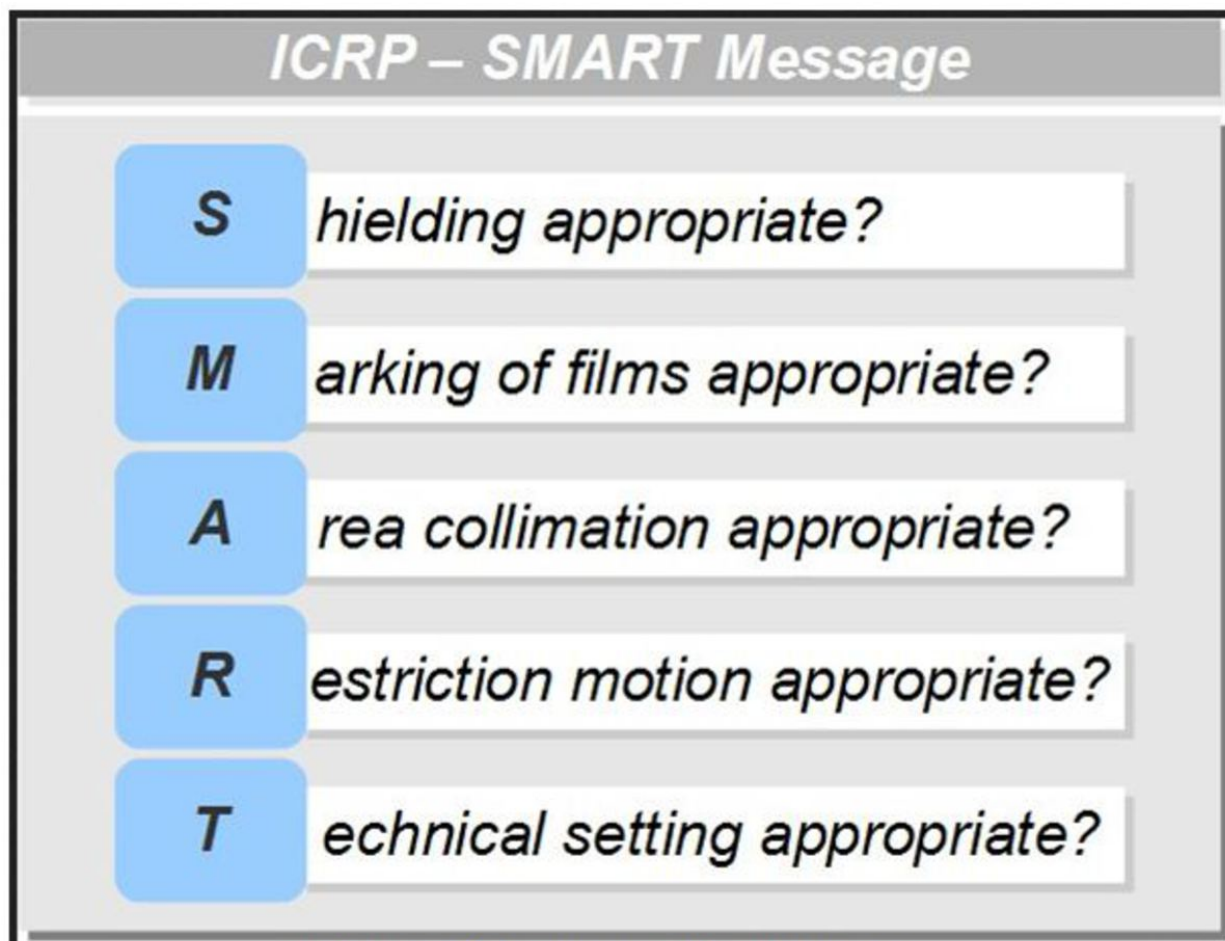 ICRP – SMART Message
S hielding appropriate?
M arking of films appropriate?
A rea collimation appropriate?
R estriction motion appropriate?
T echnical setting appropriate?